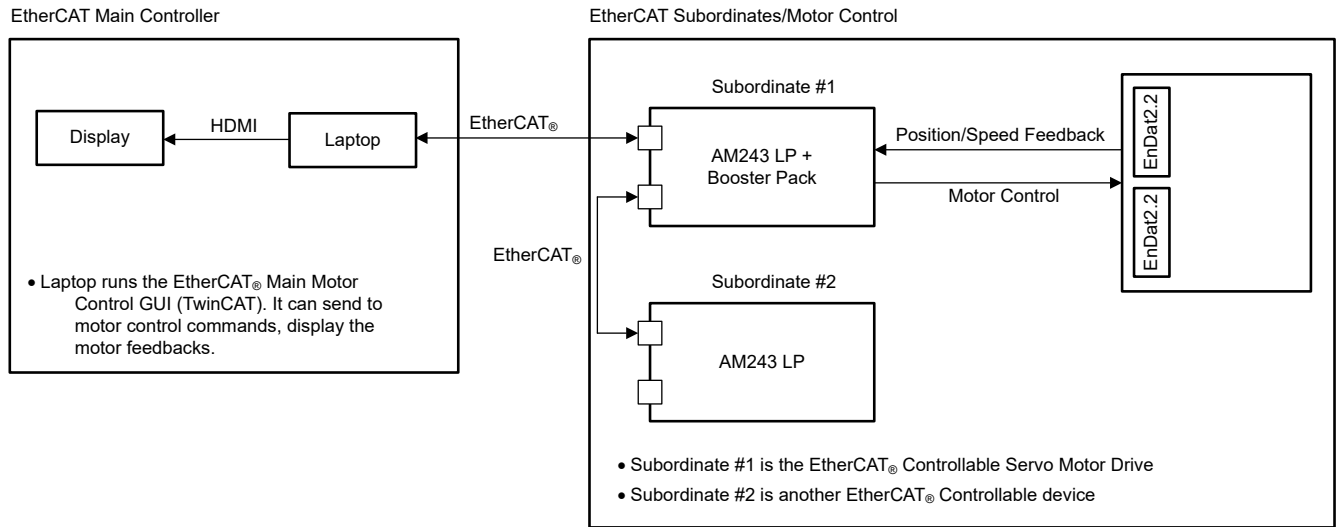 EtherCAT Main Controller
EtherCAT Subordinates/Motor Control
Display
HDMI
Laptop
EtherCAT®
Subordinate #1
AM243 LP +
Booster Pack
Position/Speed Feedback
Motor Control
EnDat2.2
EnDat2.2
EtherCAT®
Subordinate #2
AM243 LP
• Laptop runs the EtherCAT® Main Motor
Control GUI (TwinCAT). It can send to
motor control commands, display the
motor feedbacks.
• Subordinate #1 is the EtherCAT® Controllable Servo Motor Drive
• Subordinate #2 is another EtherCAT® Controllable device